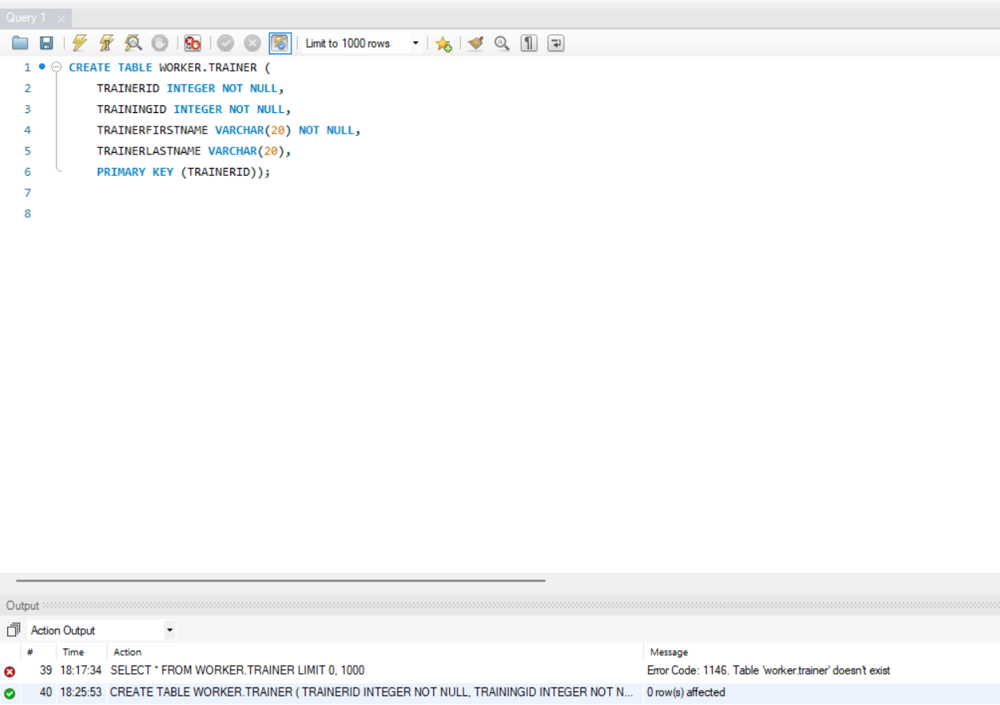 Query 1
Limit to 1000 rows
1 CREATE TABLE WORKER.TRAINER (
2 TRAINERID INTEGER NOT NULL,
3 TRAININGID INTEGER NOT NULL,
4 TRAINERFIRSTNAME VARCHAR(20) NOT NULL,
5 TRAINERLASTNAME VARCHAR(20),
6 PRIMARY KEY (TRAINERID));
7
8
Output
Action Output
# Time Action Message
39 18:17:34 SELECT * FROM WORKER.TRAINER LIMIT 0, 1000 Error Code: 1146. Table 'worker.trainer' doesn't exist
40 18:25:53 CREATE TABLE WORKER.TRAINER ( TRAINERID INTEGER NOT NULL, TRAININGID INTEGER NOT N... 0 row(s) affected